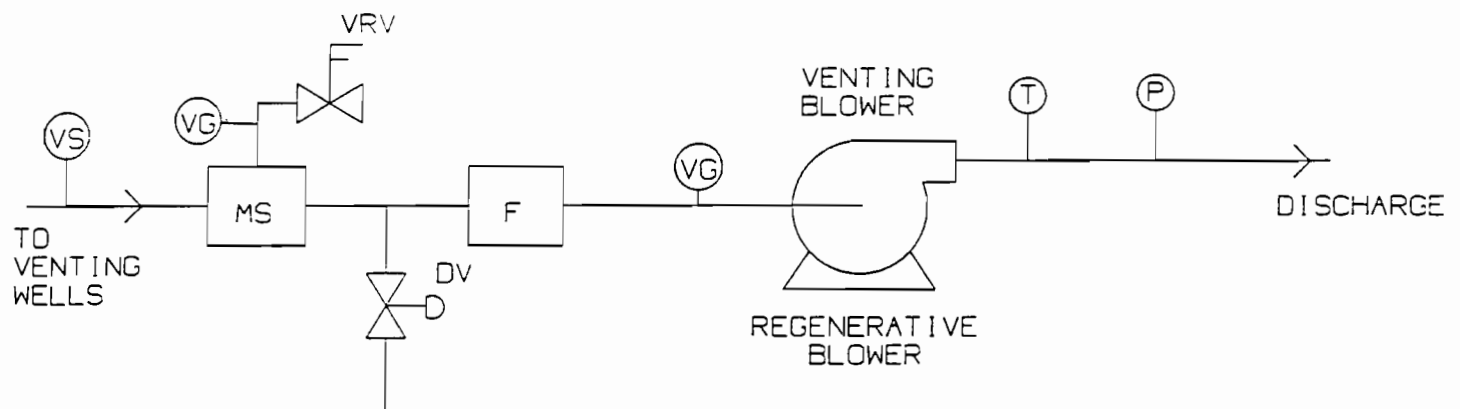 VRV
VENTING
BLOWER
T
P
VG
VS
MS
F
VG
DISCHARGE
TO
VENTING
WELLS
DV
D
REGENERATIVE
BLOWER